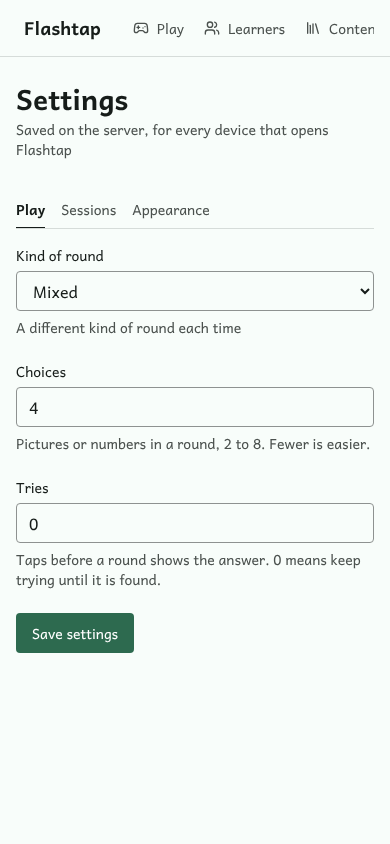 Flashtap Play Learners Conten
Settings
Saved on the server, for every device that opens
Flashtap
Play Sessions Appearance
Kind of round
Mixed
A different kind of round each time
Choices
4
Pictures or numbers in a round, 2 to 8. Fewer is easier.
Tries
0
Taps before a round shows the answer. 0 means keep
trying until it is found.
Save settings